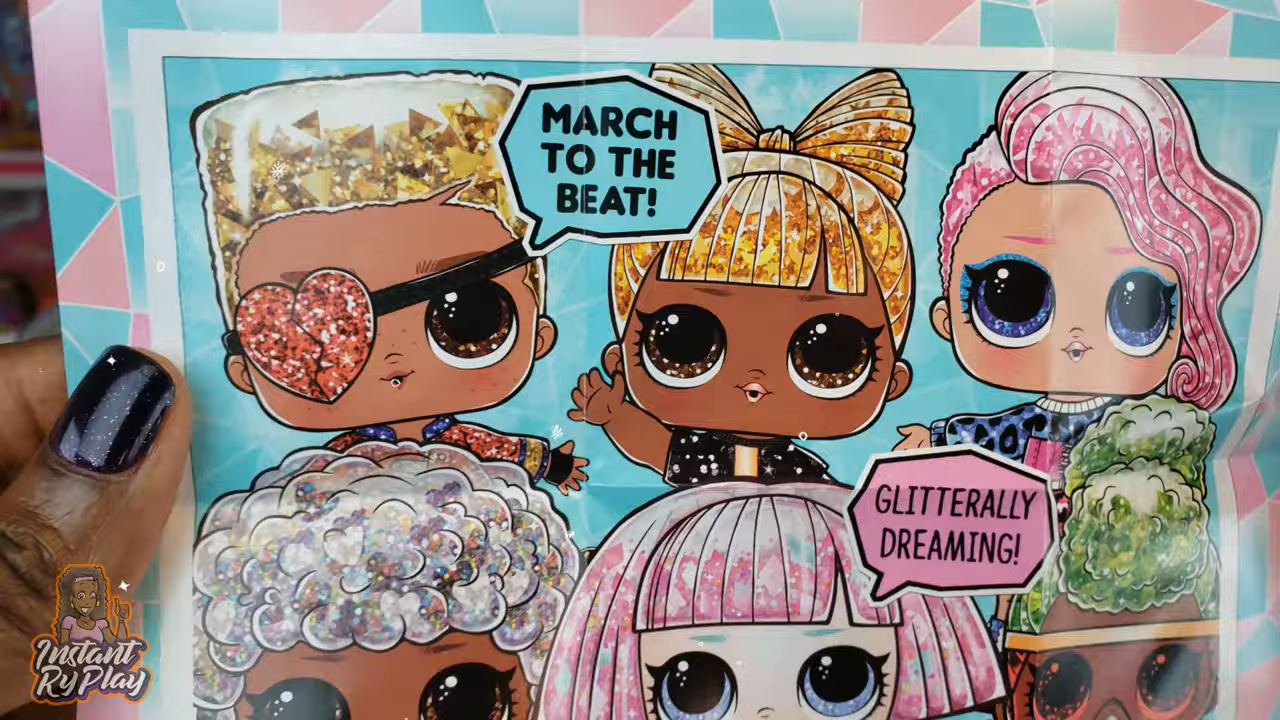 MARCH
TO THE
BEAT!
GLITTERALLY
DREAMING!
Instant
RyPlay